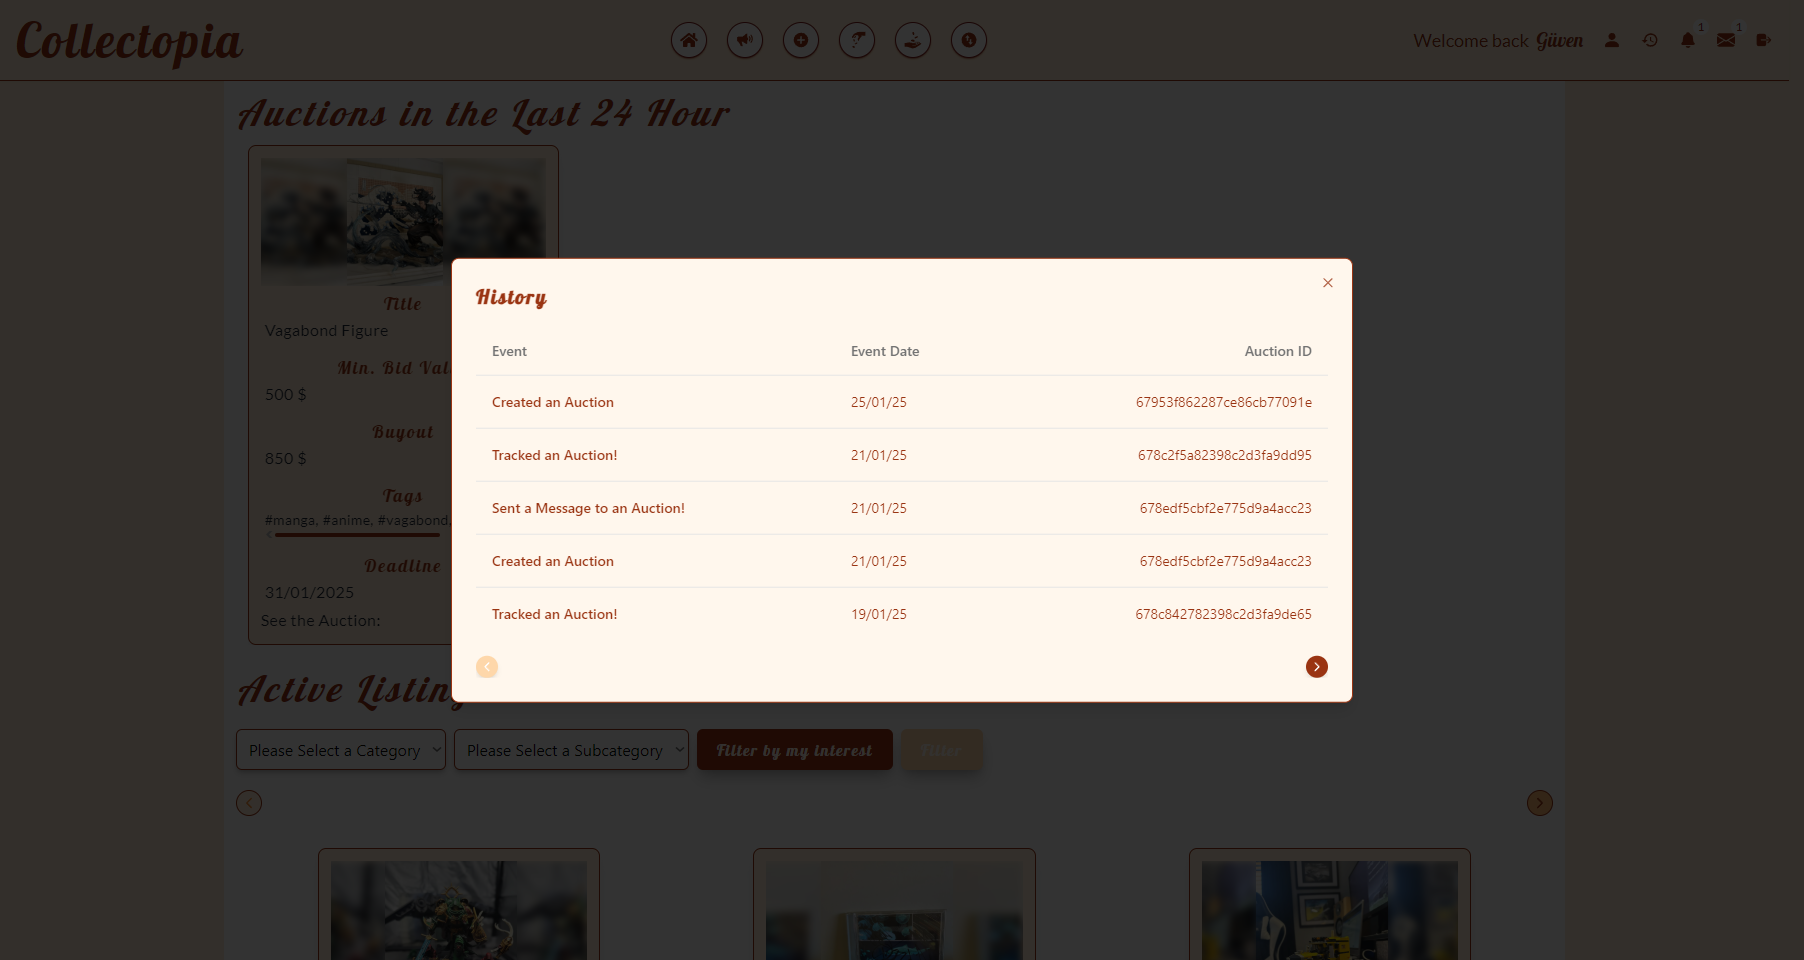 Collectopia
Welcome back Güven
1
1
Auctions in the Last 24 Hour
Title
Vagabond Figure
Min. Bid Val
500 $
Buyout
850 $
Tags
#manga, #anime, #vagabond,
Deadline
31/01/2025
See the Auction:
History
Event Event Date Auction ID
Created an Auction 25/01/25 67953f862287ce86cb77091e
Tracked an Auction! 21/01/25 678c2f5a82398c2d3fa9dd95
Sent a Message to an Auction! 21/01/25 678edf5cbf2e775d9a4acc23
Created an Auction 21/01/25 678edf5cbf2e775d9a4acc23
Tracked an Auction! 19/01/25 678c842782398c2d3fa9de65
Active Listing
Please Select a Category Please Select a Subcategory Filter by my interest Filter